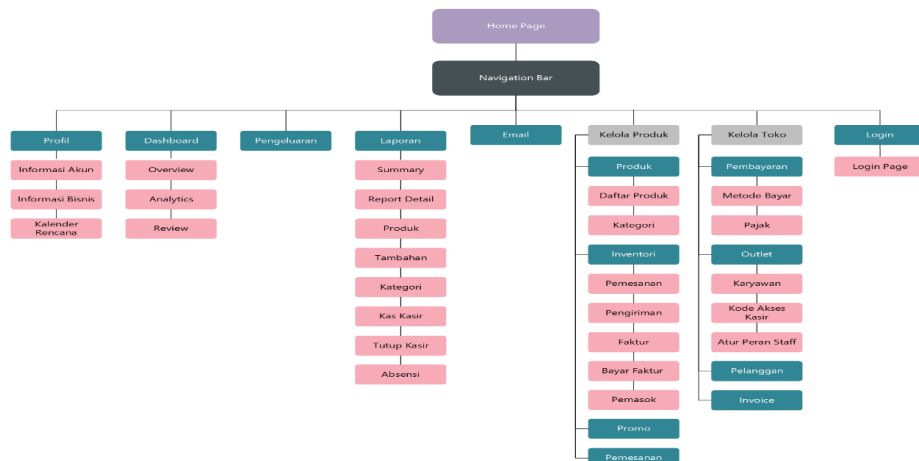 Home Page
Navigation Bar
Profil
Informasi Akun
Informasi Bisnis
Kalender
Rencana
Dashboard
Overview
Analytics
Review
Pengeluaran
Laporan
Summary
Report Detail
Produk
Tambahan
Kategori
Kas Kasir
Tutup Kasir
Absensi
Email
Kelola Produk
Produk
Daftar Produk
Kategori
Inventori
Pemesanan
Pengiriman
Faktur
Bayar Faktur
Pemasok
Promo
Pemesanan
Kelola Toko
Pembayaran
Metode Bayar
Pajak
Outlet
Karyawan
Kode Akses
Kasir
Atur Peran Staff
Pelanggan
Invoice
Login
Login Page